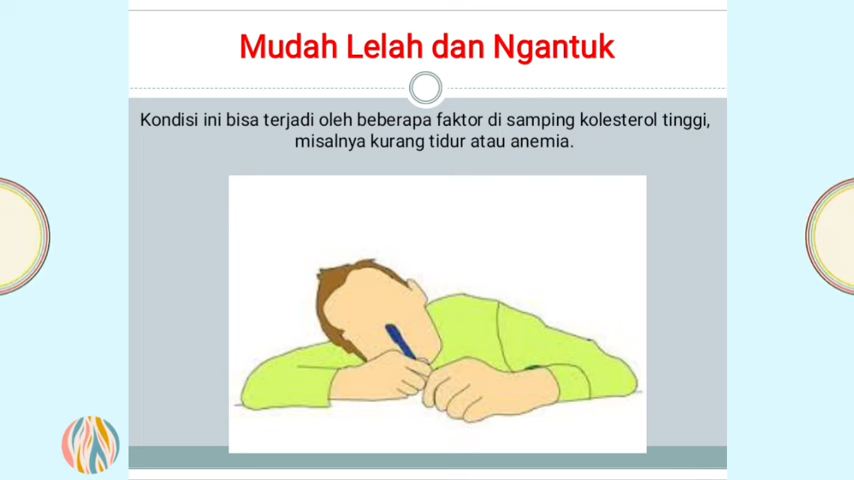 Mudah Lelah dan Ngantuk
Kondisi ini bisa terjadi oleh beberapa faktor di samping kolesterol tinggi,
misalnya kurang tidur atau anemia.